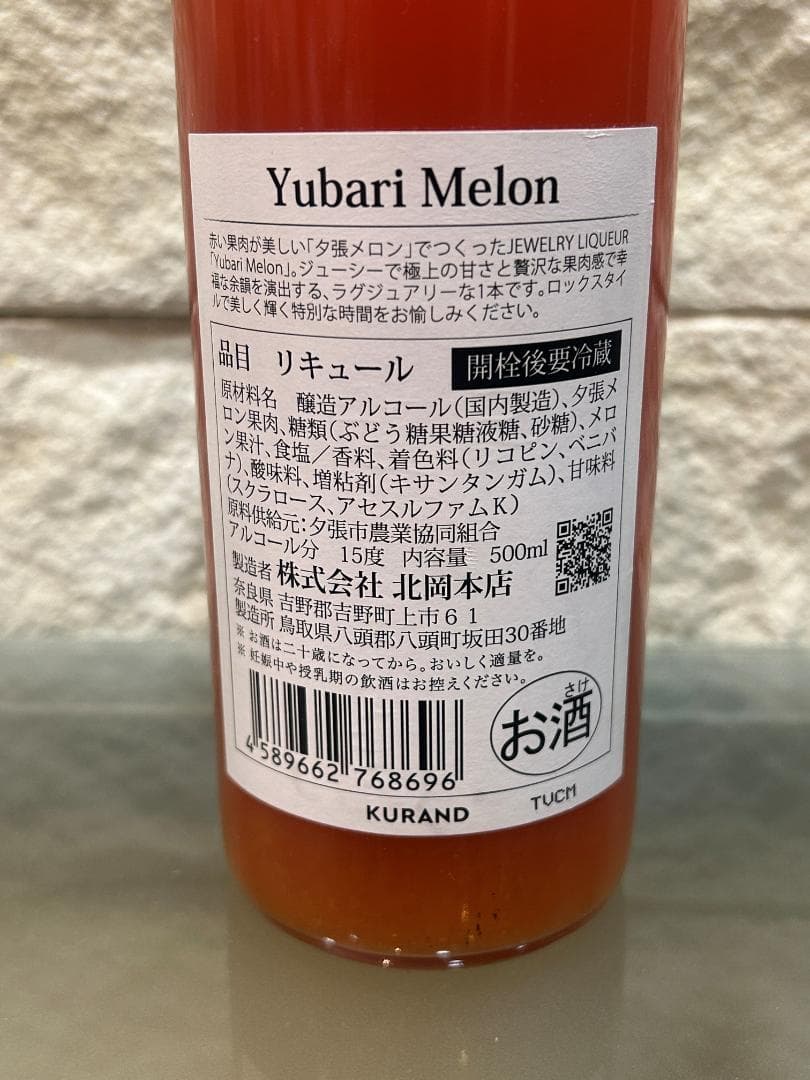 Yubari Melon
赤い果肉が美しい「夕張メロン」でつくったJEWELRY LIQUEUR
「Yubari Melon」。ジューシーで極上の甘さと贅沢な果肉感で幸
福な余韻を演出する、ラグジュアリーな1本です。ロックスタイ
ルで美しく輝く特別な時間をお愉しみください。
品目 リキュール 開栓後要冷蔵
原材料名 醸造アルコール(国内製造)、夕張メ
ロン果肉、糖類(ぶどう糖果糖液糖、砂糖)、メロ
ン果汁、食塩/香料、着色料(リコピン、ベニバ
ナ)、酸味料、増粘剤(キサンタンガム)、甘味料
(スクラロース、アセスルファムK)
原料供給元:夕張市農業協同組合
アルコール分 15度 内容量 500ml
製造者 株式会社 北岡本店
奈良県 吉野郡吉野町上市61
製造所 鳥取県八頭郡八頭町坂田30番地
※ お酒は二十歳になってから。おいしく適量を。
※ 妊娠中や授乳期の飲酒はお控えください。
さけ
お酒
4 589662 768696
KURAND
TVCM